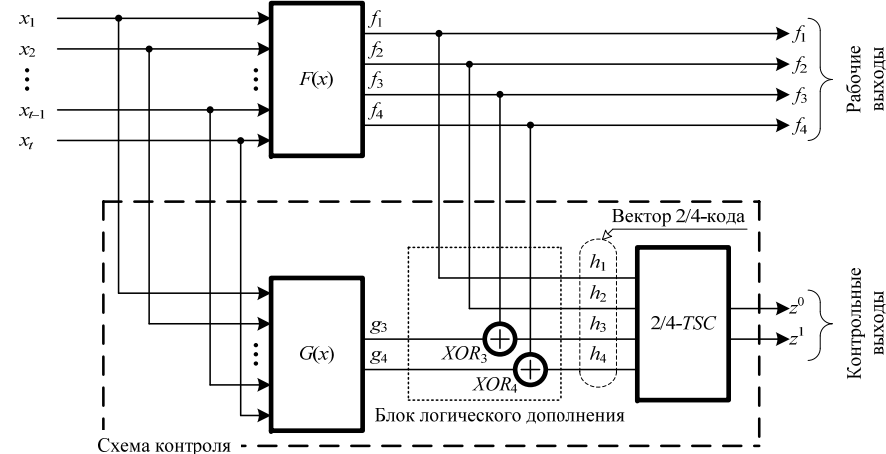 x1 f1 f1
x2 f2 f2
⋮ ⋮ F(x) f3 f3 Рабочие выходы
xt–1 f4 f4
xt
Вектор 2/4-кода
h1
h2
g3 h3 2/4-TSC z0
G(x) XOR3 z1 Контрольные выходы
g4 h4
XOR4
Блок логического дополнения
Схема контроля